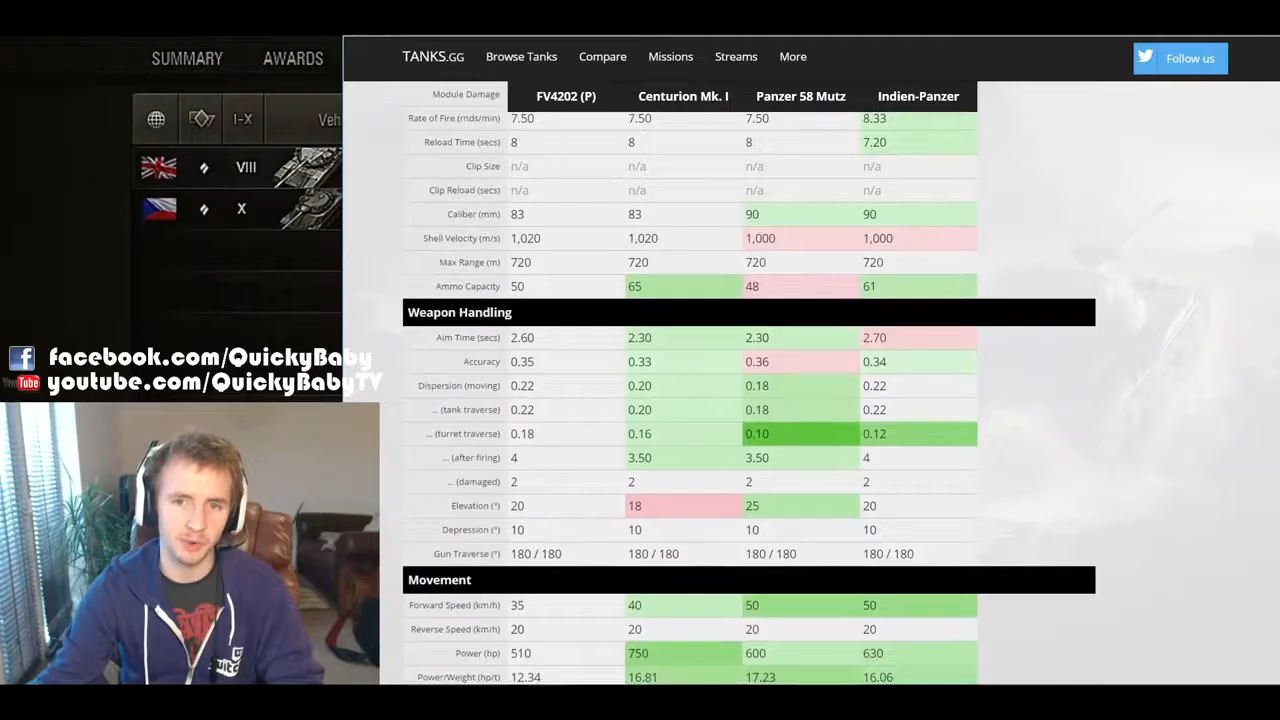 SUMMARY AWARDS
I-X Veh
VIII
X
facebook.com/QuickyBaby
YouTube youtube.com/QuickyBabyTV
TANKS.GG Browse Tanks Compare Missions Streams More Follow us
Module Damage FV4202 (P) Centurion Mk. I Panzer 58 Mutz Indien-Panzer
Rate of Fire (rnds/min) 7.50 7.50 7.50 8.33
Reload Time (secs) 8 8 8 7.20
Clip Size n/a n/a n/a n/a
Clip Reload (secs) n/a n/a n/a n/a
Caliber (mm) 83 83 90 90
Shell Velocity (m/s) 1,020 1,020 1,000 1,000
Max Range (m) 720 720 720 720
Ammo Capacity 50 65 48 61
Weapon Handling
Aim Time (secs) 2.60 2.30 2.30 2.70
Accuracy 0.35 0.33 0.36 0.34
Dispersion (moving) 0.22 0.20 0.18 0.22
... (tank traverse) 0.22 0.20 0.18 0.22
... (turret traverse) 0.18 0.16 0.10 0.12
... (after firing) 4 3.50 3.50 4
... (damaged) 2 2 2 2
Elevation (°) 20 18 25 20
Depression (°) 10 10 10 10
Gun Traverse (°) 180 / 180 180 / 180 180 / 180 180 / 180
Movement
Forward Speed (km/h) 35 40 50 50
Reverse Speed (km/h) 20 20 20 20
Power (hp) 510 750 600 630
Power/Weight (hp/t) 12.34 16.81 17.23 16.06